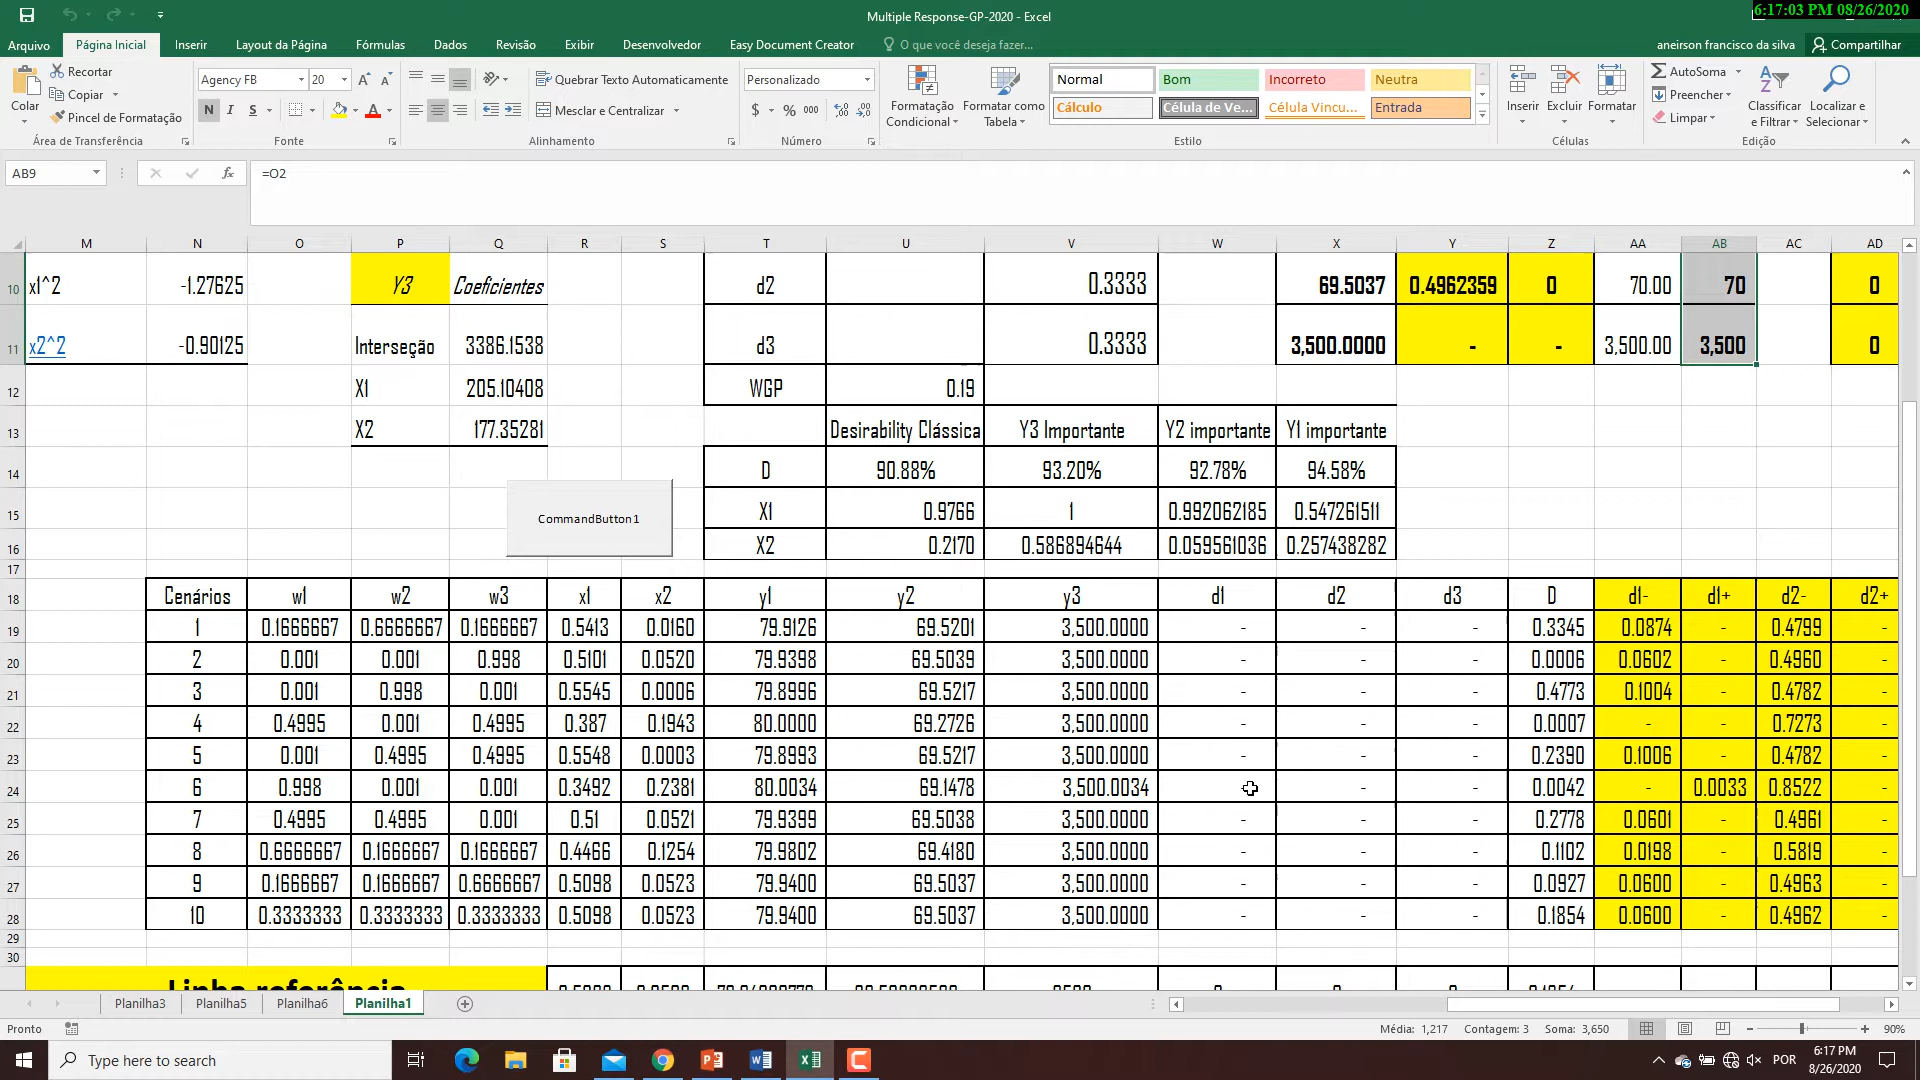 Multiple Response-GP-2020 - Excel
6:17:03 PM 08/26/2020
Arquivo Página Inicial Inserir Layout da Página Fórmulas Dados Revisão Exibir Desenvolvedor Easy Document Creator O que você deseja fazer... aneirson francisco da silva Compartilhar
Colar Recortar
Copiar
Pincel de Formatação
Área de Transferência
Agency FB 20
N I S
Fonte
Quebrar Texto Automaticamente
Mesclar e Centralizar
Alinhamento
Personalizado
$ % 000
Número
Formatação Condicional
Formatar como Tabela
Normal Bom Incorreto Neutra
Cálculo Célula de Ve... Célula Vincu... Entrada
Estilo
Inserir Excluir Formatar
Células
AutoSoma
Preencher
Limpar
Classificar e Filtrar
Localizar e Selecionar
Edição
AB9 fx =O2
M N O P Q R S T U V W X Y Z AA AB AC AD
10 x1^2 -1.27625 Y3 Coeficientes d2 0.3333 69.5037 0.4962359 0 70.00 70 0
11 x2^2 -0.90125 Interseção 3386.1538 d3 0.3333 3,500.0000 - - 3,500.00 3,500 0
12 X1 205.10408 WGP 0.19
13 X2 177.35281 Desirability Clássica Y3 Importante Y2 importante Y1 importante
14 D 90.88% 93.20% 92.78% 94.58%
15 CommandButton1 X1 0.9766 1 0.992062185 0.547261511
16 X2 0.2170 0.586894644 0.059561036 0.257438282
17
18 Cenários w1 w2 w3 x1 x2 y1 y2 y3 d1 d2 d3 D d1- d1+ d2- d2+
19 1 0.1666667 0.6666667 0.1666667 0.5413 0.0160 79.9126 69.5201 3,500.0000 - - - 0.3345 0.0874 - 0.4799 -
20 2 0.001 0.001 0.998 0.5101 0.0520 79.9398 69.5039 3,500.0000 - - - 0.0006 0.0602 - 0.4960 -
21 3 0.001 0.998 0.001 0.5545 0.0006 79.8996 69.5217 3,500.0000 - - - 0.4773 0.1004 - 0.4782 -
22 4 0.4995 0.001 0.4995 0.387 0.1943 80.0000 69.2726 3,500.0000 - - - 0.0007 - - 0.7273 -
23 5 0.001 0.4995 0.4995 0.5548 0.0003 79.8993 69.5217 3,500.0000 - - - 0.2390 0.1006 - 0.4782 -
24 6 0.998 0.001 0.001 0.3492 0.2381 80.0034 69.1478 3,500.0034 - - - 0.0042 - 0.0033 0.8522 -
25 7 0.4995 0.4995 0.001 0.51 0.0521 79.9399 69.5038 3,500.0000 - - - 0.2778 0.0601 - 0.4961 -
26 8 0.6666667 0.1666667 0.1666667 0.4466 0.1254 79.9802 69.4180 3,500.0000 - - - 0.1102 0.0198 - 0.5819 -
27 9 0.1666667 0.1666667 0.6666667 0.5098 0.0523 79.9400 69.5037 3,500.0000 - - - 0.0927 0.0600 - 0.4963 -
28 10 0.3333333 0.3333333 0.3333333 0.5098 0.0523 79.9400 69.5037 3,500.0000 - - - 0.1854 0.0600 - 0.4962 -
29
30
Linha referência
Planilha3 Planilha5 Planilha6 Planilha1
Pronto Média: 1,217 Contagem: 3 Soma: 3,650 90%
Type here to search POR 6:17 PM
8/26/2020